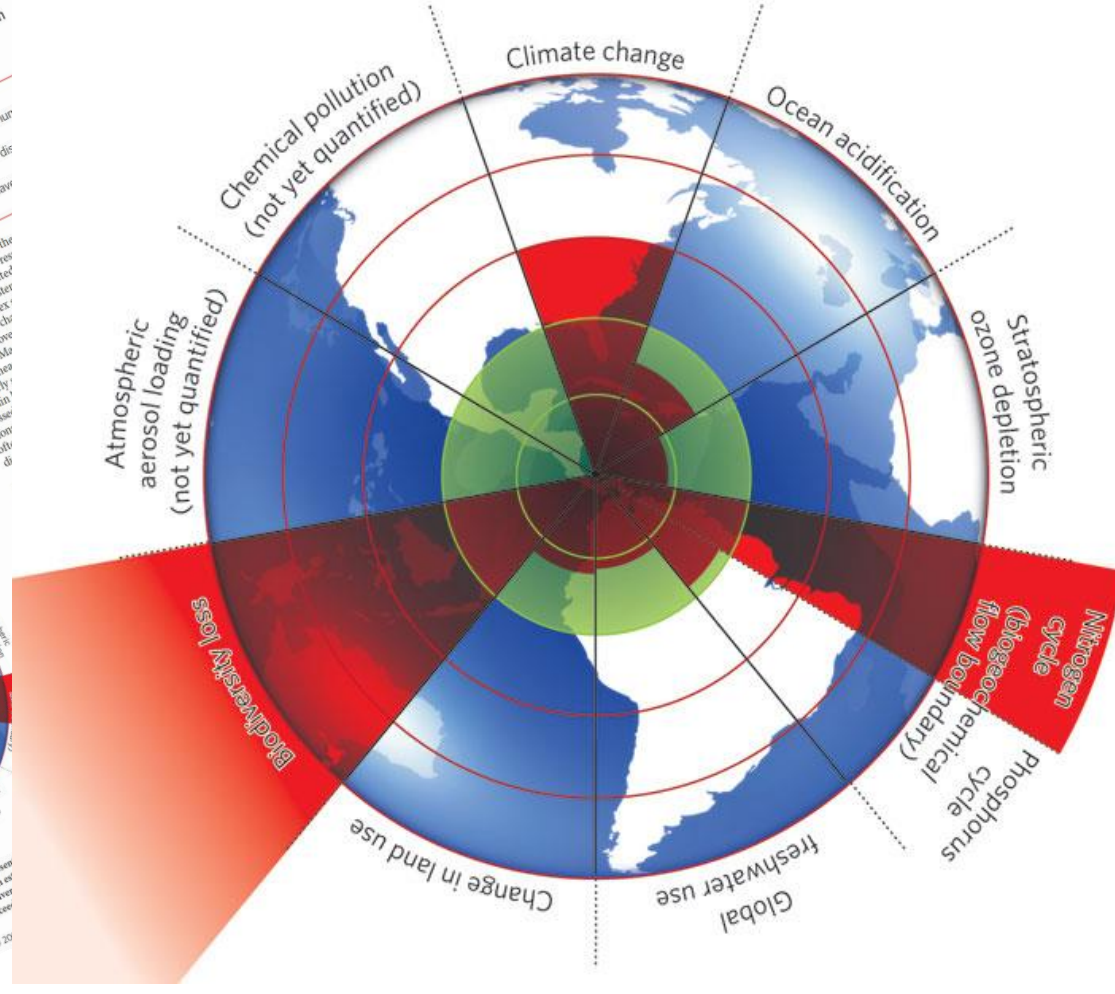 Climate change
Ocean acidification
Stratospheric
ozone depletion
Nitrogen
cycle
(biogeochemical
flow boundary)
Phosphorus
cycle
Global
freshwater use
Change in land use
Biodiversity loss
Atmospheric
aerosol loading
(not yet quantified)
Chemical pollution
(not yet quantified)